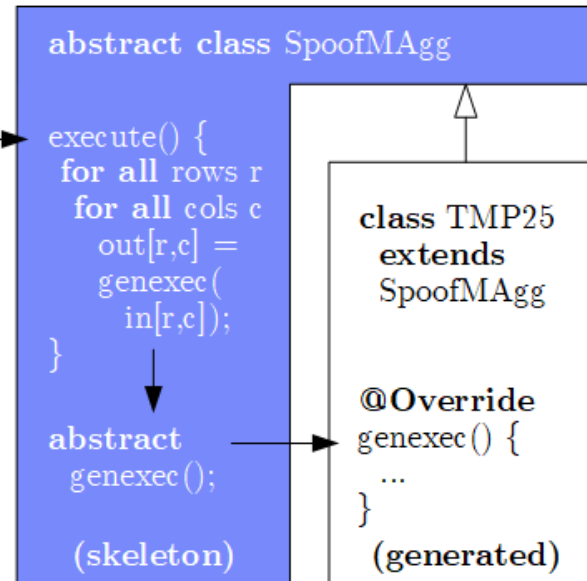 abstract class SpoofMAgg
execute() {
for all rows r
for all cols c
out[r,c] =
genexec(
in[r,c]);
}
abstract
genexec();
(skeleton)
class TMP25
extends
SpoofMAgg
@Override
genexec() {
...
}
(generated)